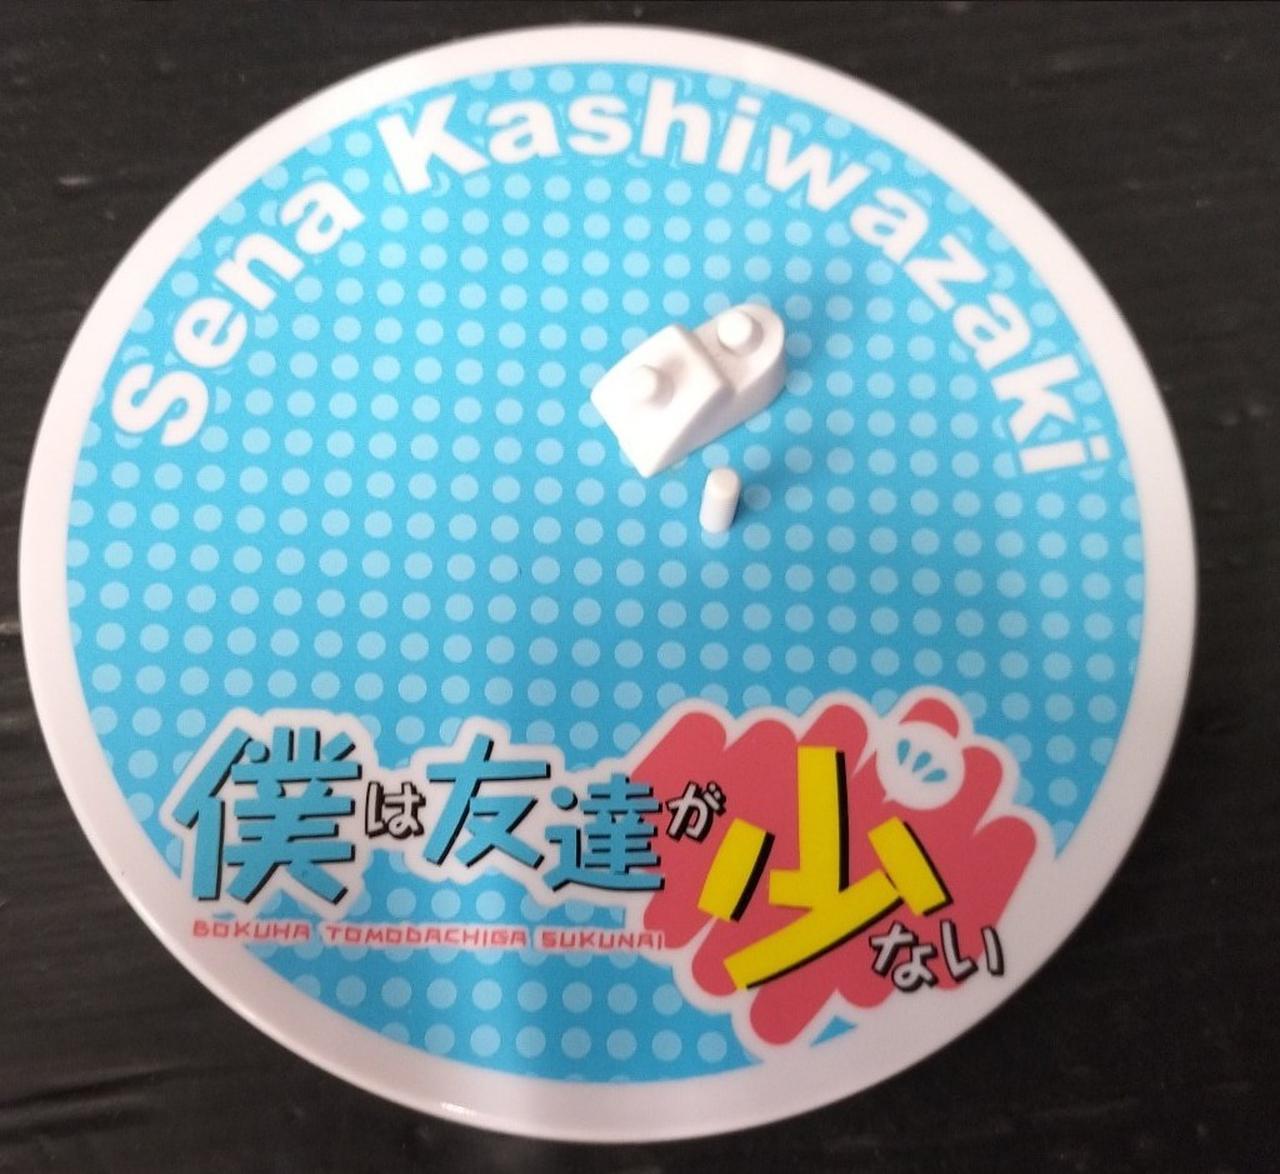 Sena Kashiwazaki
僕は友達が少ない
BOKUHA TOMODACHIGA SUKUNAI